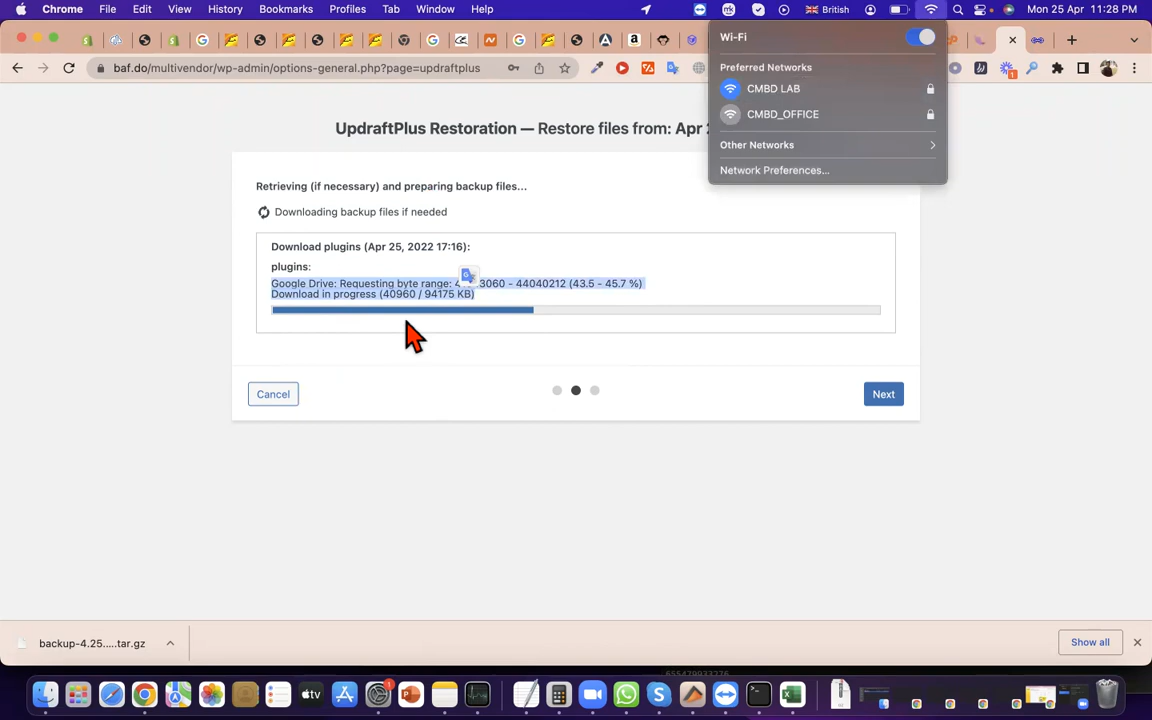 Chrome File Edit View History Bookmarks Profiles Tab Window Help British Mon 25 Apr 11:28 PM
baf.do/multivendor/wp-admin/options-general.php?page=updraftplus
Wi-Fi
Preferred Networks
CMBD LAB
CMBD_OFFICE
Other Networks
Network Preferences...
UpdraftPlus Restoration — Restore files from: Apr
Retrieving (if necessary) and preparing backup files...
Downloading backup files if needed
Download plugins (Apr 25, 2022 17:16):
plugins:
Google Drive: Requesting byte range: 3060 - 44040212 (43.5 - 45.7 %)
Download in progress (40960 / 94175 KB)
Cancel
Next
backup-4.25.....tar.gz
Show all